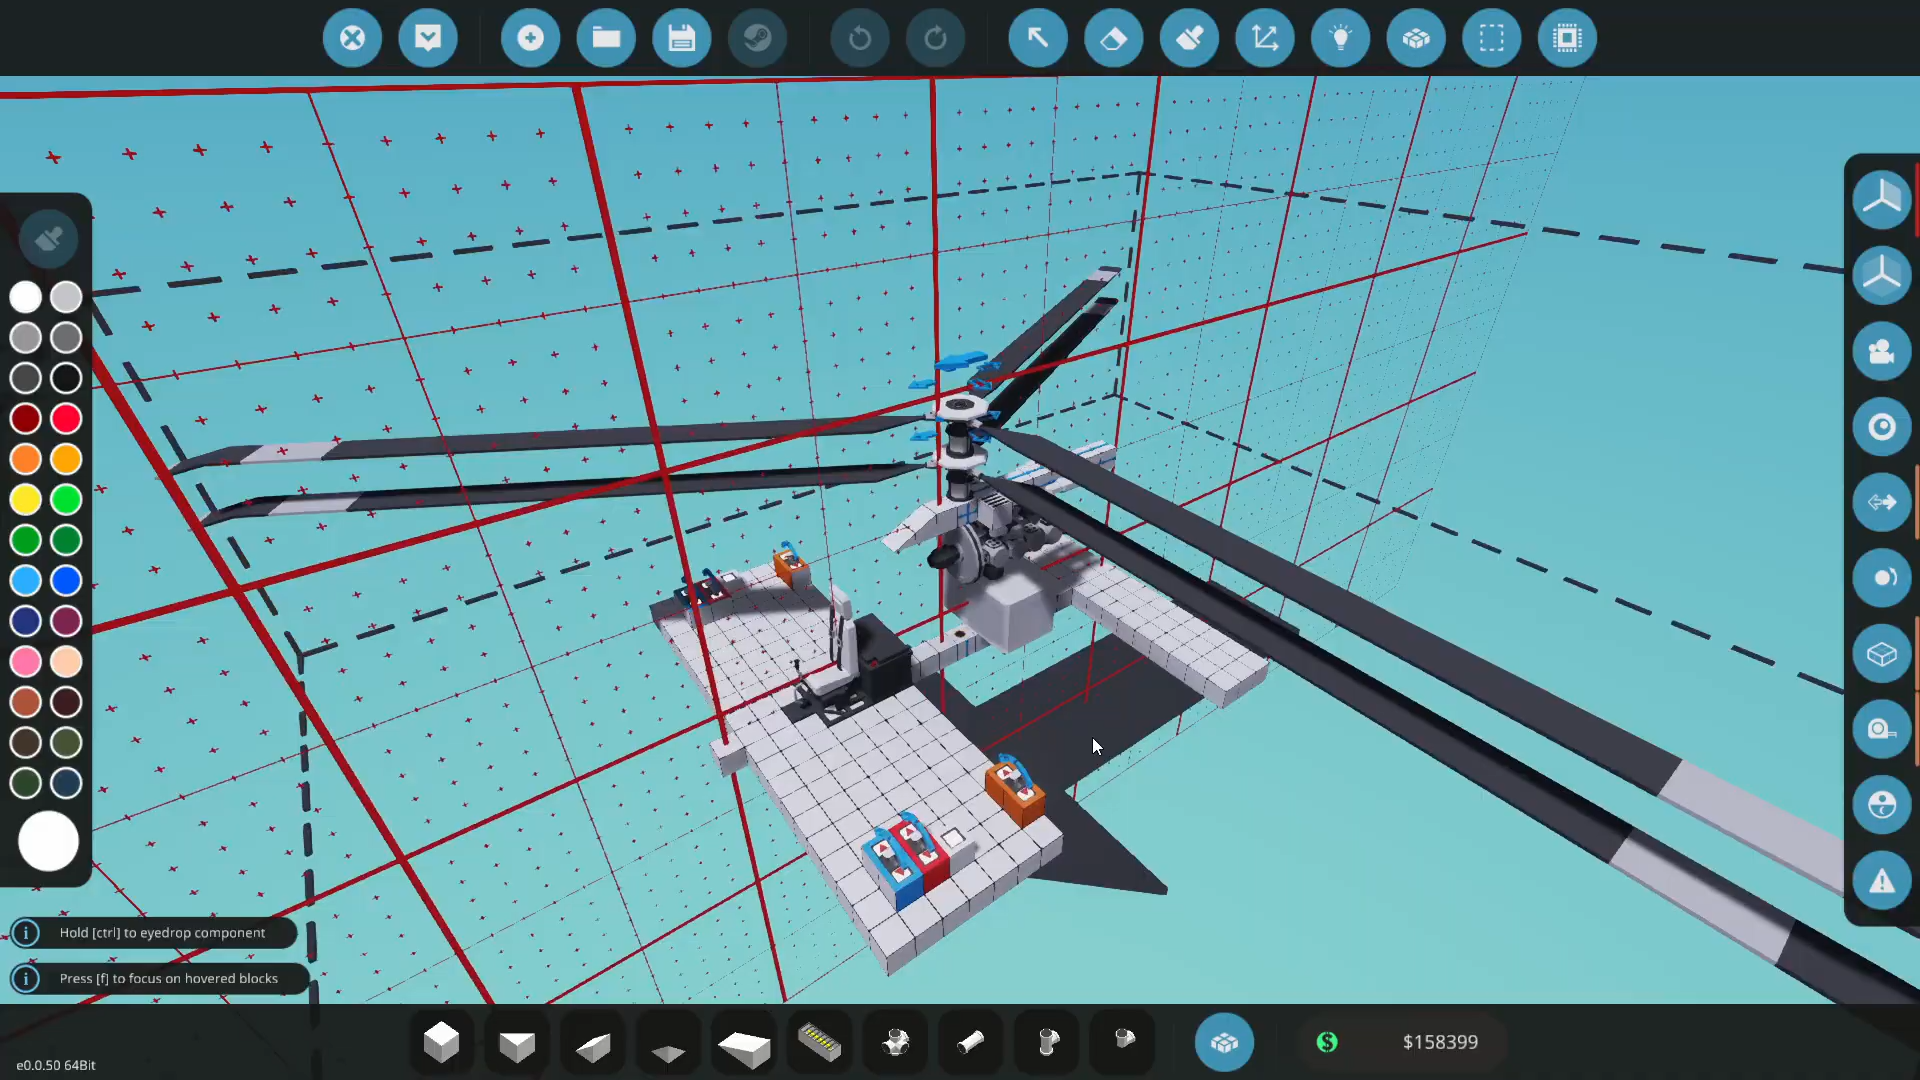 Hold [ctrl] to eyedrop component
Press [f] to focus on hovered blocks
e0.0.50 64Bit
$158399